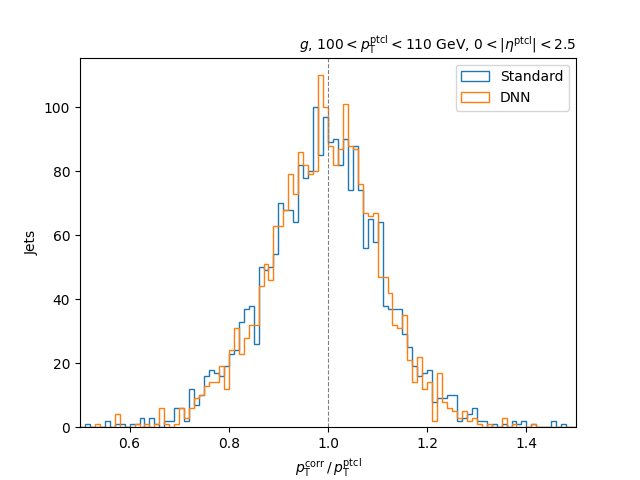 g, 100 < p_T^ptcl < 110 GeV, 0 < |η^ptcl| < 2.5
Standard
DNN
100
80
60
40
20
0
Jets
0.6 0.8 1.0 1.2 1.4
p_T^corr / p_T^ptcl